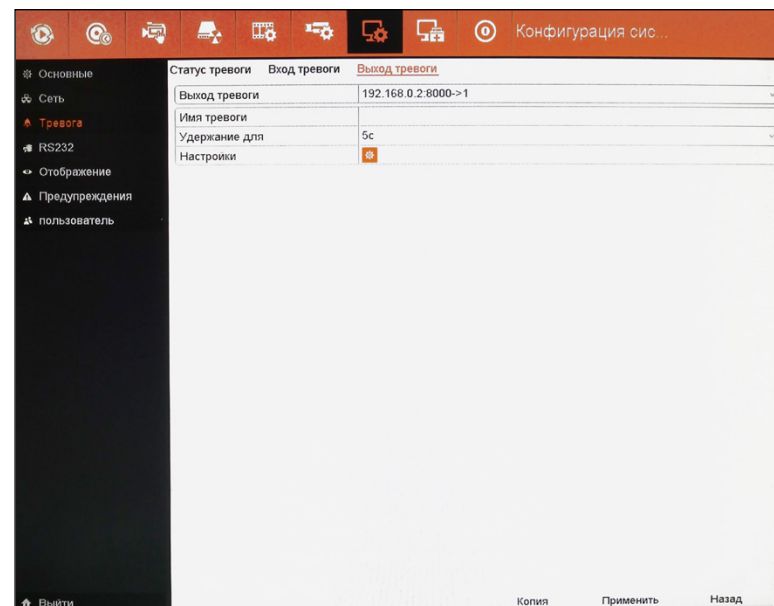 Конфигурация сис...
Основные
Сеть
Тревога
RS232
Отображение
Предупреждения
пользователь
Выйти
Статус тревоги Вход тревоги Выход тревоги
Выход тревоги 192.168.0.2:8000->1
Имя тревоги
Удержание для 5с
Настройки
Копия Применить Назад